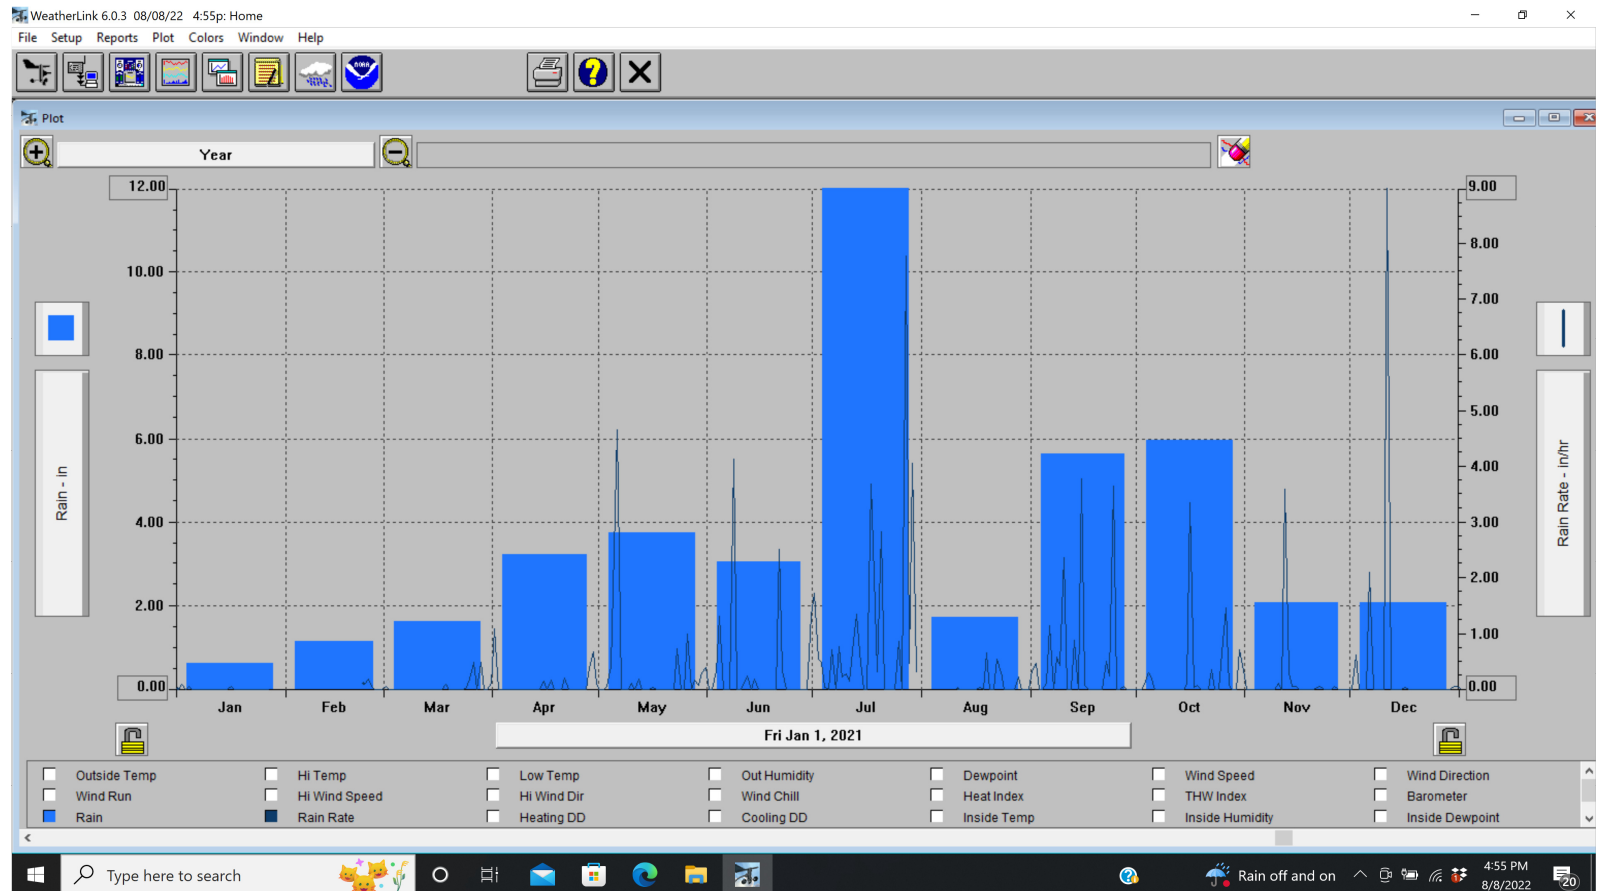 WeatherLink 6.0.3 08/08/22 4:55p: Home
File Setup Reports Plot Colors Window Help
NOAA
Plot
Year
12.00
10.00
8.00
6.00
4.00
2.00
0.00
Rain - in
9.00
8.00
7.00
6.00
5.00
4.00
3.00
2.00
1.00
0.00
Rain Rate - in/hr
Jan Feb Mar Apr May Jun Jul Aug Sep Oct Nov Dec
Fri Jan 1, 2021
Outside Temp Hi Temp Low Temp Out Humidity Dewpoint Wind Speed Wind Direction
Wind Run Hi Wind Speed Hi Wind Dir Wind Chill Heat Index THW Index Barometer
Rain Rain Rate Heating DD Cooling DD Inside Temp Inside Humidity Inside Dewpoint
Type here to search
Rain off and on
4:55 PM
8/8/2022
20